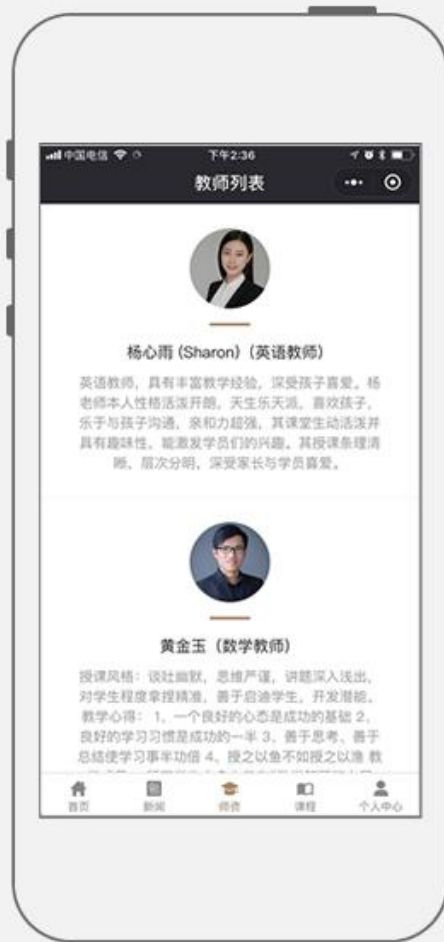 中国电信
下午2:36
教师列表
杨心雨 (Sharon)(英语教师)
英语教师，具有丰富教学经验，深受孩子喜爱。杨
老师本人性格活泼开朗，天生乐天派，喜欢孩子，
乐于与孩子沟通，亲和力超强，其课堂生动活泼并
具有趣味性，能激发学员们的兴趣。其授课条理清
晰、层次分明，深受家长与学员喜爱。
黄金玉（数学教师）
授课风格：谈吐幽默，思维严谨，讲题深入浅出，
对学生程度拿捏精准，善于启迪学生，开发潜能。
教学心得： 1、一个良好的心态是成功的基础 2、
良好的学习习惯是成功的一半 3、善于思考、善于
总结使学习事半功倍 4、授之以鱼不如授之以渔 教
首页
新闻
师资
课程
个人中心